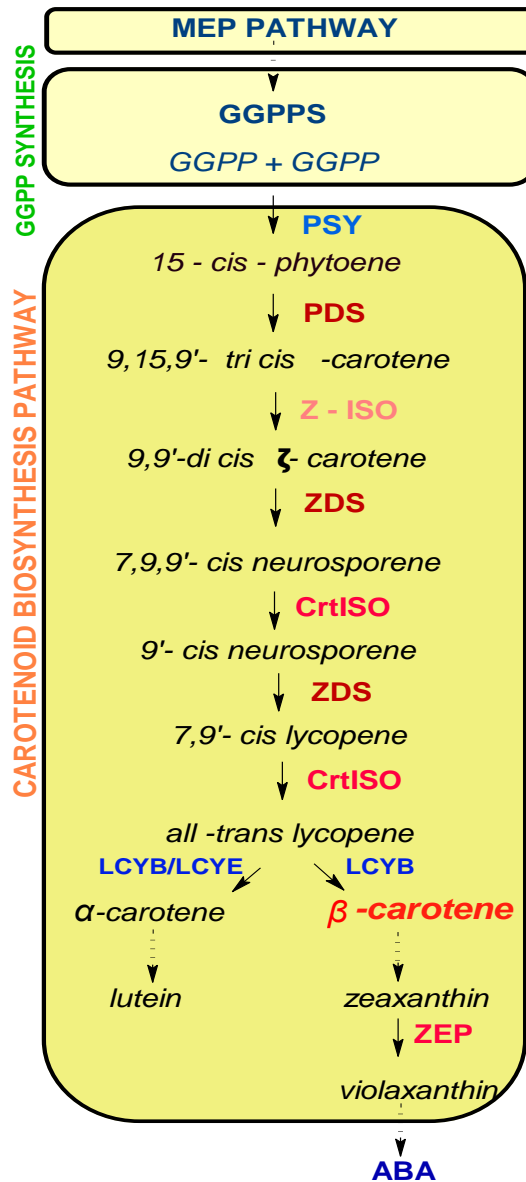 MEP PATHWAY
GGPP SYNTHESIS
GGPPS
GGPP + GGPP
CAROTENOID BIOSYNTHESIS PATHWAY
PSY
15 - cis - phytoene
PDS
9,15,9'- tri cis -carotene
Z - ISO
9,9'-di cis ζ- carotene
ZDS
7,9,9'- cis neurosporene
CrtISO
9'- cis neurosporene
ZDS
7,9'- cis lycopene
CrtISO
all -trans lycopene
LCYB/LCYE LCYB
α-carotene β -carotene
lutein zeaxanthin
ZEP
violaxanthin
ABA